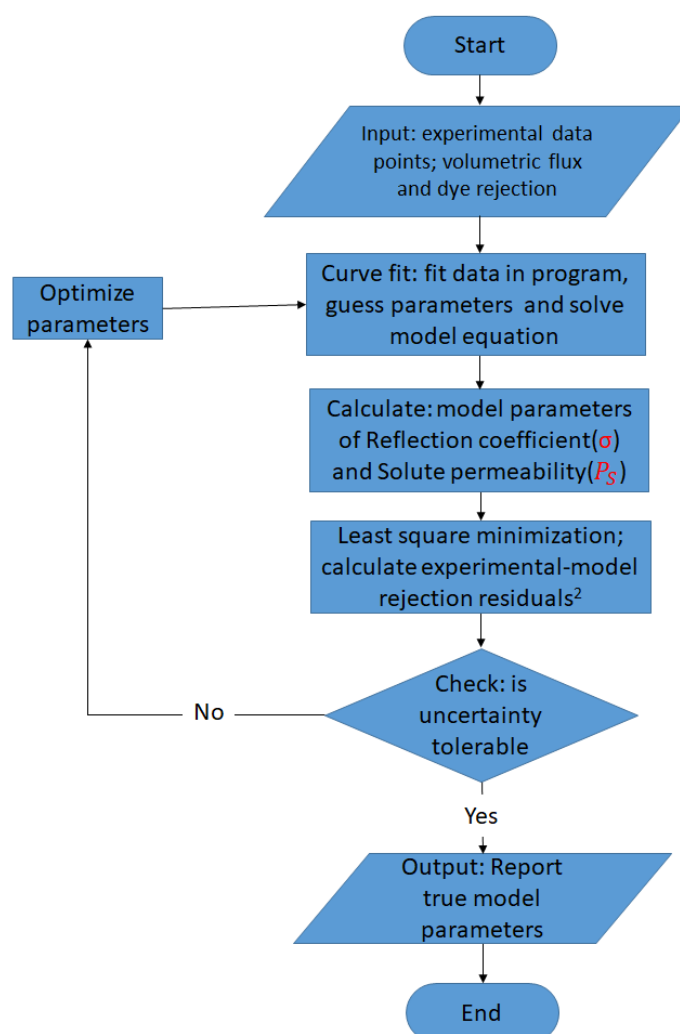 Start
Input: experimental data
points; volumetric flux
and dye rejection
Optimize
parameters
Curve fit: fit data in program,
guess parameters and solve
model equation
Calculate: model parameters
of Reflection coefficient(σ)
and Solute permeability(P_S)
Least square minimization;
calculate experimental-model
rejection residuals²
Check: is
uncertainty
tolerable
No
Yes
Output: Report
true model
parameters
End